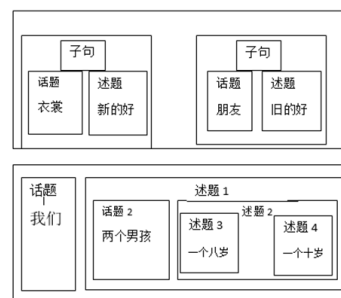 子句 子句
话题 述题 话题 述题
衣裳 新的好 朋友 旧的好
话题 述题 1
我们 话题 2 述题 2
两个男孩 述题 3 述题 4
一个八岁 一个十岁